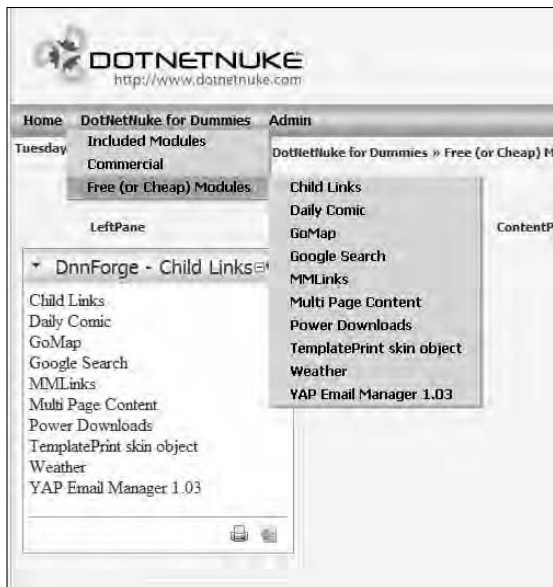 DOTNETNUKE
http://www.dotnetnuke.com
Home DotNetNuke for Dummies Admin
Included Modules
Commercial
Free (or Cheap) Modules
Tuesday
DotNetNuke for Dummies » Free (or Cheap) M
Child Links
Daily Comic
GoMap
Google Search
MMLinks
Multi Page Content
Power Downloads
TemplatePrint skin object
Weather
YAP Email Manager 1.03
LeftPane
ContentP
DnnForge - Child Links
Child Links
Daily Comic
GoMap
Google Search
MMLinks
Multi Page Content
Power Downloads
TemplatePrint skin object
Weather
YAP Email Manager 1.03